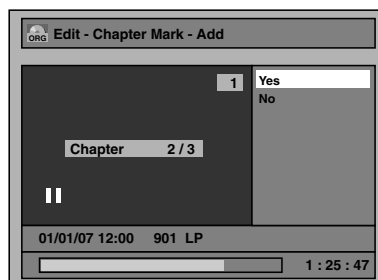 ORG Edit - Chapter Mark - Add
1
Yes
No
Chapter 2 / 3
01/01/07 12:00 901 LP
1 : 25 : 47